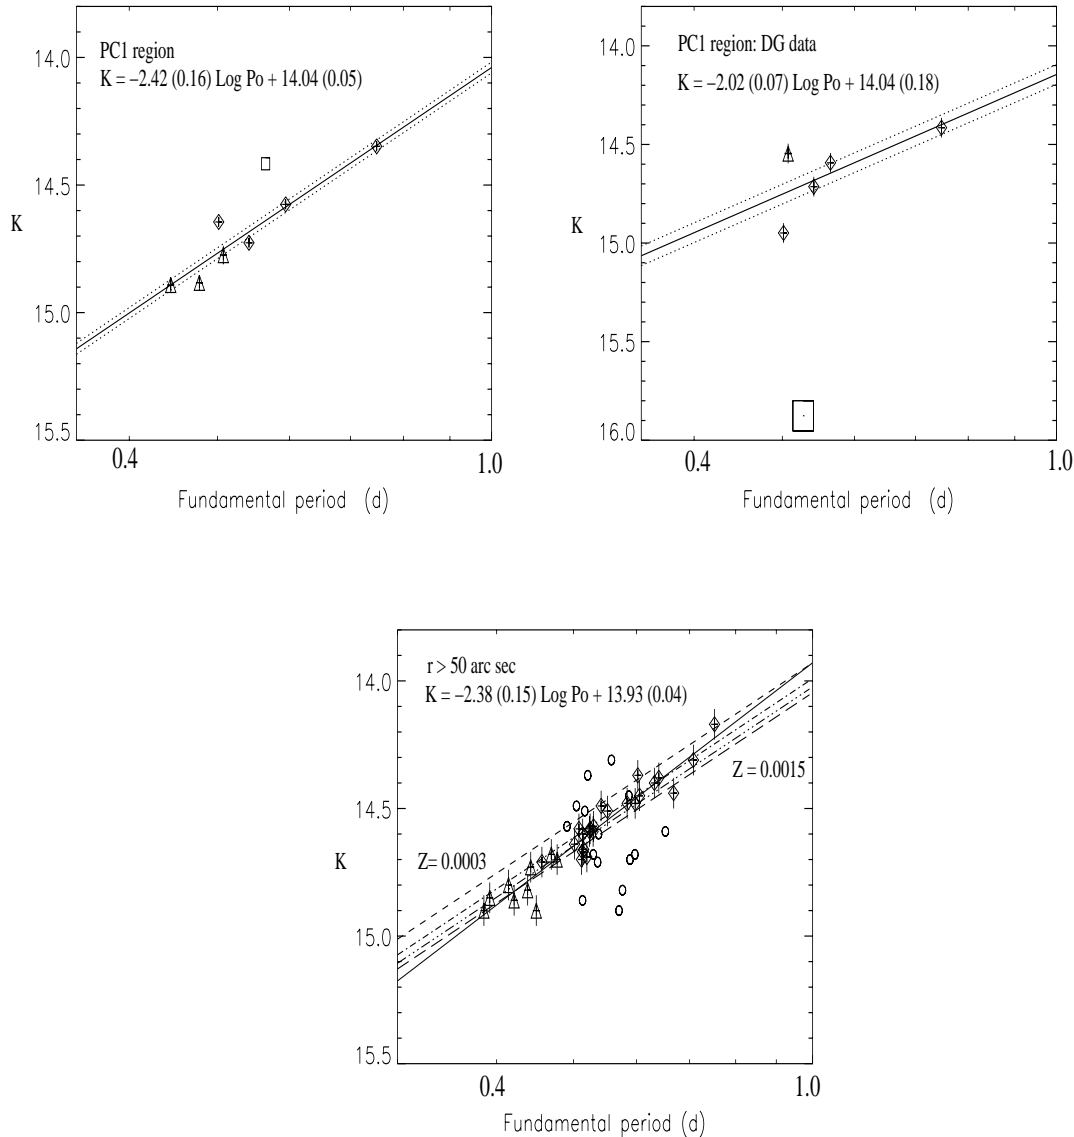 PC1 region
K = −2.42 (0.16) Log Po + 14.04 (0.05)
14.0
14.5
15.0
15.5
K
0.4
1.0
Fundamental period (d)
PC1 region: DG data
K = −2.02 (0.07) Log Po + 14.04 (0.18)
14.0
14.5
15.0
15.5
16.0
K
0.4
1.0
Fundamental period (d)
r > 50 arc sec
K = −2.38 (0.15) Log Po + 13.93 (0.04)
14.0
14.5
15.0
15.5
K
Z = 0.0015
Z= 0.0003
0.4
1.0
Fundamental period (d)